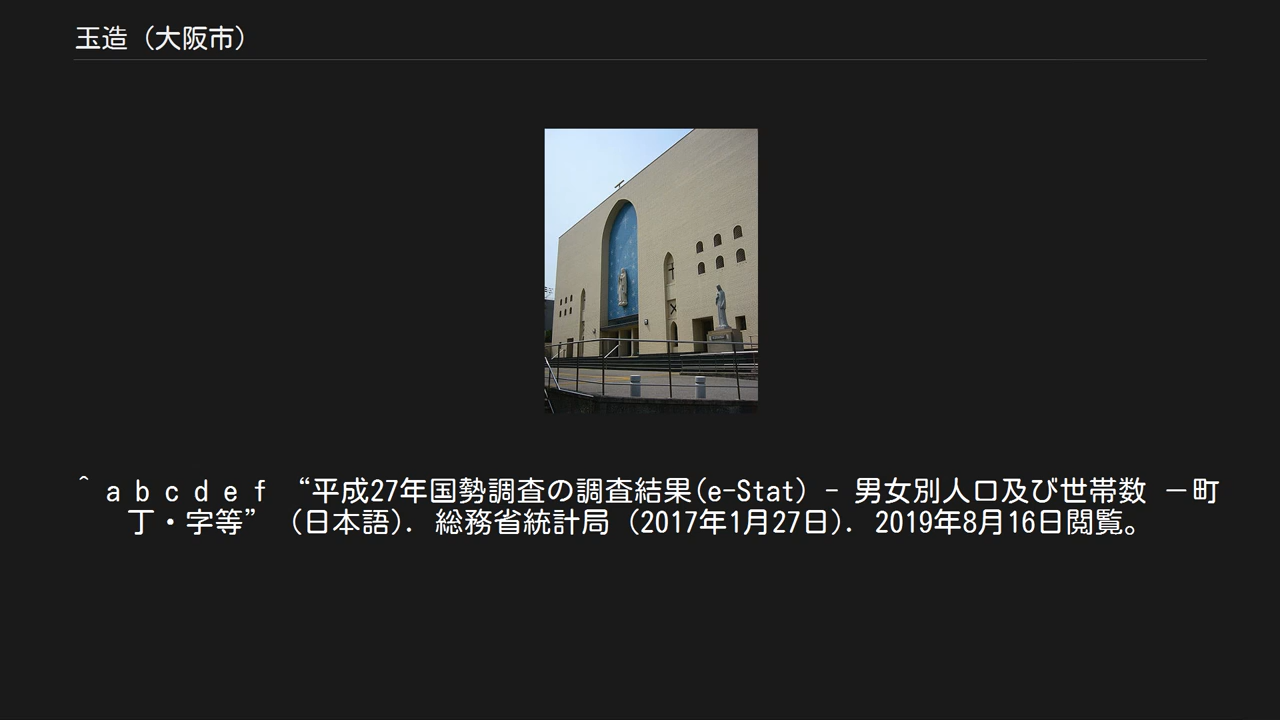 玉造（大阪市）
^ a b c d e f “平成27年国勢調査の調査結果(e-Stat) - 男女別人口及び世帯数 －町
丁・字等” (日本語). 総務省統計局 (2017年1月27日). 2019年8月16日閲覧。